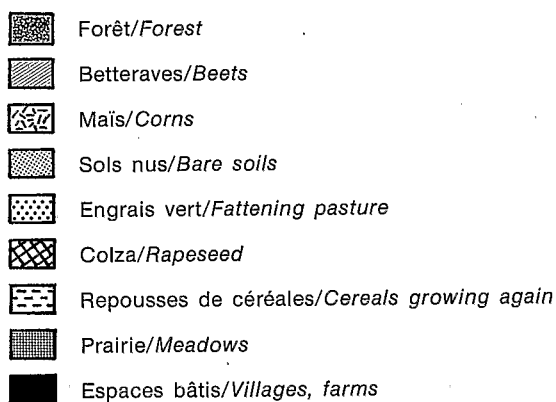 Forêt/Forest
Betteraves/Beets
Maïs/Corns
Sols nus/Bare soils
Engrais vert/Fattening pasture
Colza/Rapeseed
Repousses de céréales/Cereals growing again
Prairie/Meadows
Espaces bâtis/Villages, farms